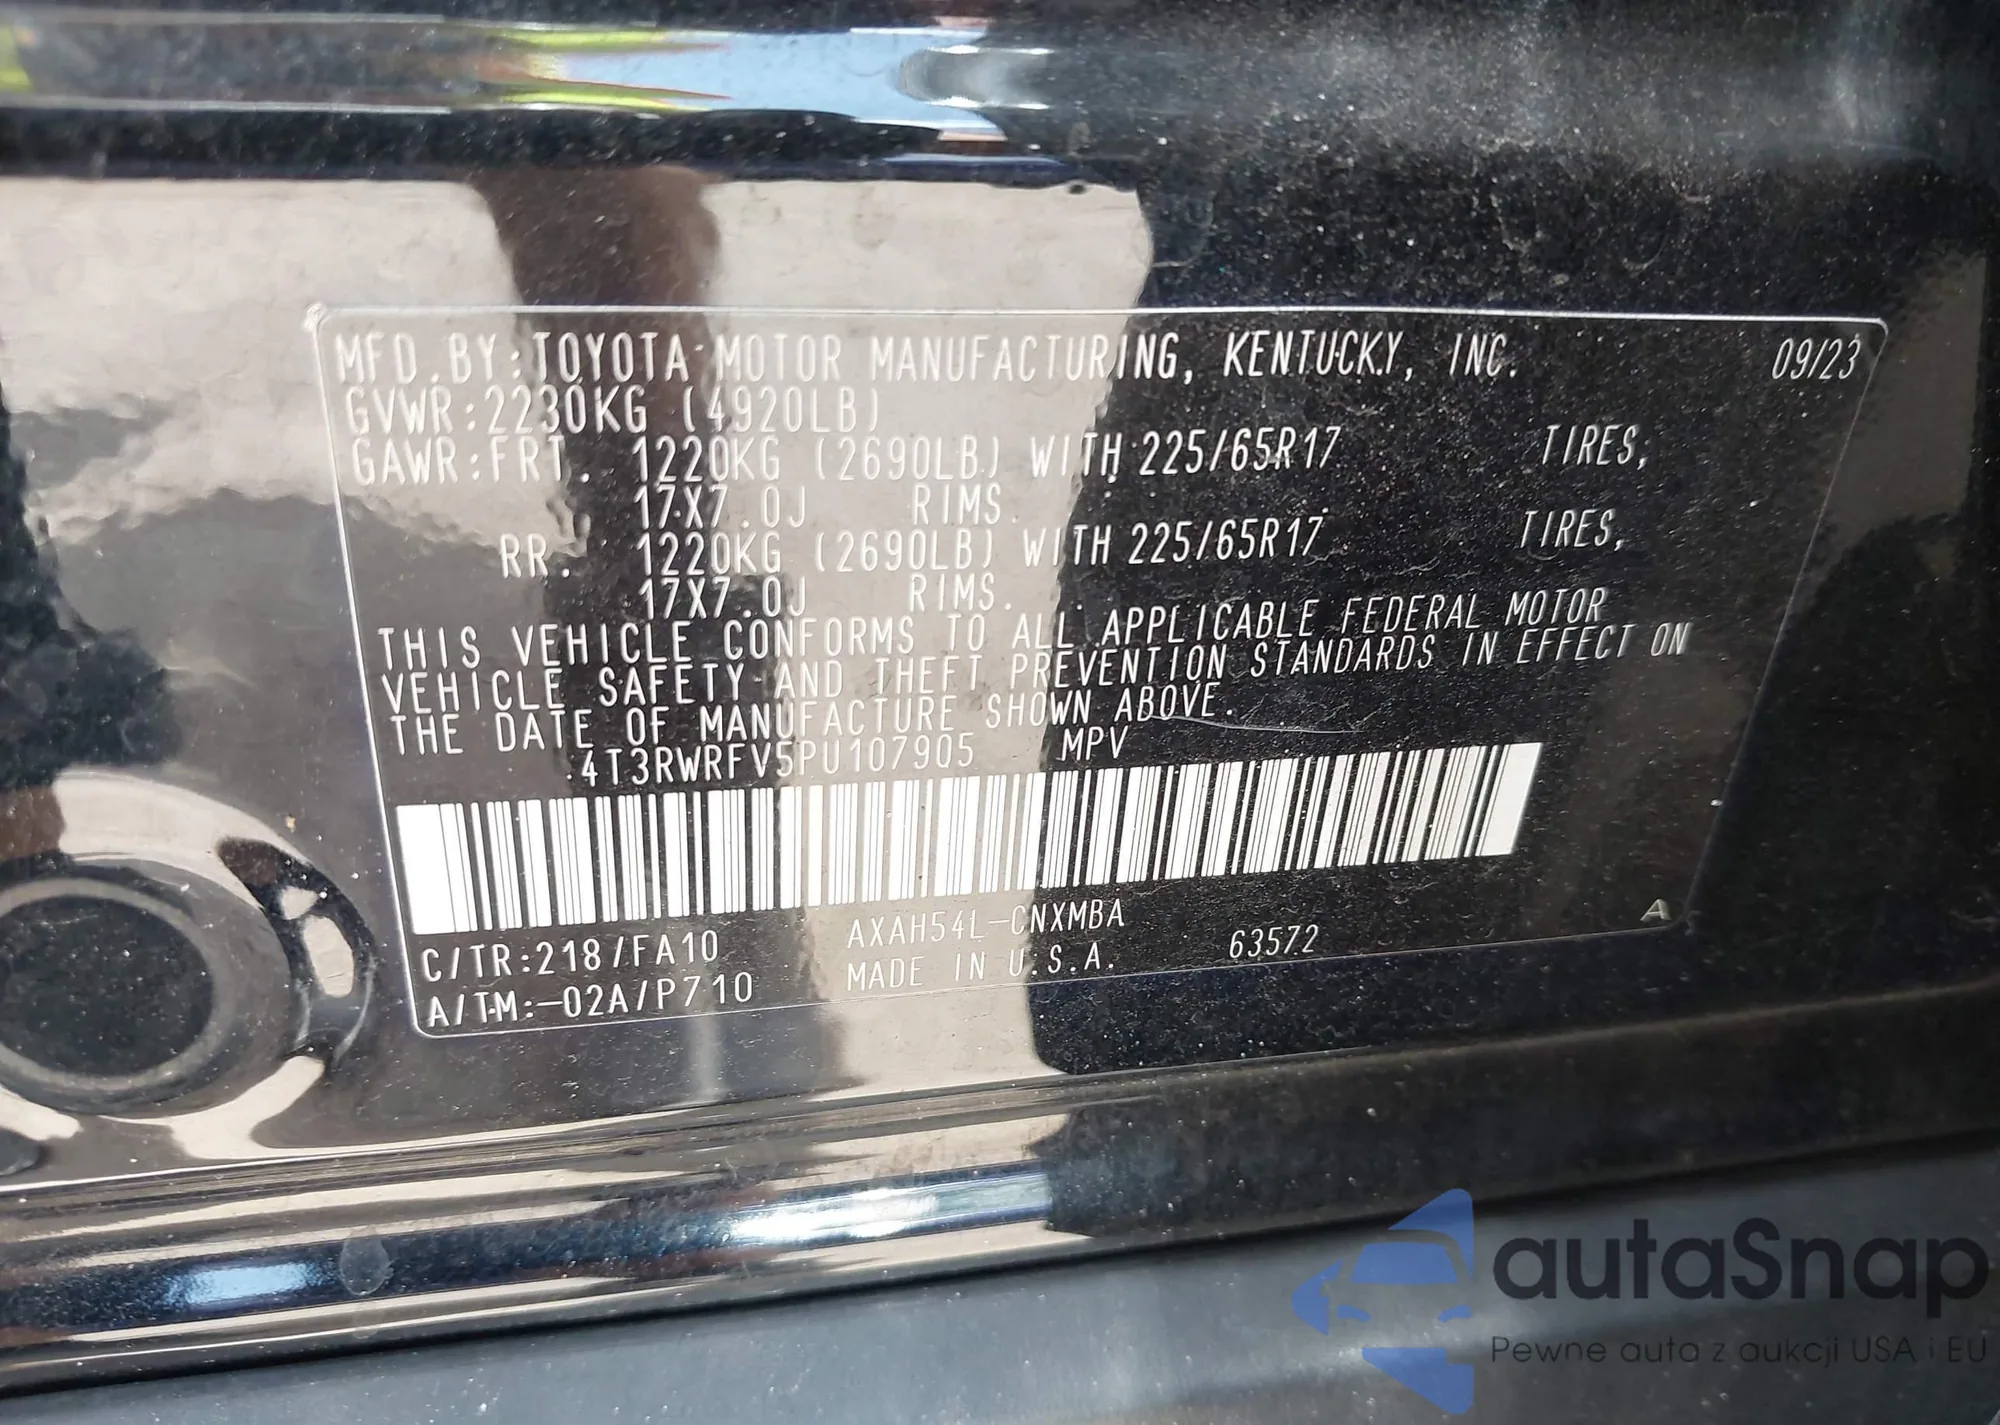 MFD.BY:TOYOTA MOTOR MANUFACTURING, KENTUCKY, INC. 09/23
GVWR:2230KG (4920LB)
GAWR:FRT. 1220KG (2690LB) WITH 225/65R17 TIRES,
17X7.0J RIMS.
RR. 1220KG (2690LB) WITH 225/65R17 TIRES,
17X7.0J RIMS.
THIS VEHICLE CONFORMS TO ALL APPLICABLE FEDERAL MOTOR
VEHICLE SAFETY AND THEFT PREVENTION STANDARDS IN EFFECT ON
THE DATE OF MANUFACTURE SHOWN ABOVE.
4T3RWRFV5PU107905 MPV
C/TR:218/FA10 AXAH54L-CNXMBA A
A/TM:-02A/P710 MADE IN U.S.A. 63572
autaSnap
Pewne auta z aukcji USA i EU